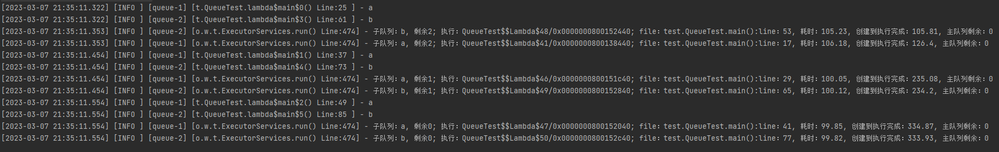 [2023-03-07 21:35:11.322] [INFO ] [queue-1] [t.QueueTest.lambda$main$0() Line:25 ] - a
[2023-03-07 21:35:11.322] [INFO ] [queue-2] [t.QueueTest.lambda$main$3() Line:61 ] - b
[2023-03-07 21:35:11.353] [INFO ] [queue-2] [o.w.t.ExecutorServices.run() Line:474] - 子队列：b, 剩余2; 执行：QueueTest$$Lambda$48/0x0000000800152440; file：test.QueueTest.main():line：53, 耗时：105.23, 创建到执行完成：105.81, 主队列剩余：0
[2023-03-07 21:35:11.353] [INFO ] [queue-1] [o.w.t.ExecutorServices.run() Line:474] - 子队列：a, 剩余2; 执行：QueueTest$$Lambda$41/0x0000000800138440; file：test.QueueTest.main():line：17, 耗时：106.18, 创建到执行完成：126.4, 主队列剩余：0
[2023-03-07 21:35:11.454] [INFO ] [queue-1] [t.QueueTest.lambda$main$1() Line:37 ] - a
[2023-03-07 21:35:11.454] [INFO ] [queue-2] [t.QueueTest.lambda$main$4() Line:73 ] - b
[2023-03-07 21:35:11.454] [INFO ] [queue-1] [o.w.t.ExecutorServices.run() Line:474] - 子队列：a, 剩余1; 执行：QueueTest$$Lambda$46/0x0000000800151c40; file：test.QueueTest.main():line：29, 耗时：100.05, 创建到执行完成：235.08, 主队列剩余：0
[2023-03-07 21:35:11.454] [INFO ] [queue-2] [o.w.t.ExecutorServices.run() Line:474] - 子队列：b, 剩余1; 执行：QueueTest$$Lambda$49/0x0000000800152840; file：test.QueueTest.main():line：65, 耗时：100.12, 创建到执行完成：234.2, 主队列剩余：0
[2023-03-07 21:35:11.554] [INFO ] [queue-1] [t.QueueTest.lambda$main$2() Line:49 ] - a
[2023-03-07 21:35:11.554] [INFO ] [queue-2] [t.QueueTest.lambda$main$5() Line:85 ] - b
[2023-03-07 21:35:11.554] [INFO ] [queue-1] [o.w.t.ExecutorServices.run() Line:474] - 子队列：a, 剩余0; 执行：QueueTest$$Lambda$47/0x0000000800152040; file：test.QueueTest.main():line：41, 耗时：99.85, 创建到执行完成：334.87, 主队列剩余：0
[2023-03-07 21:35:11.554] [INFO ] [queue-2] [o.w.t.ExecutorServices.run() Line:474] - 子队列：b, 剩余0; 执行：QueueTest$$Lambda$50/0x0000000800152c40; file：test.QueueTest.main():line：77, 耗时：99.82, 创建到执行完成：333.93, 主队列剩余：0